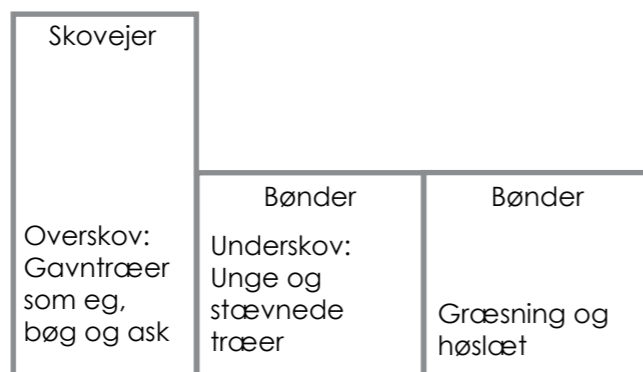 Skovejer
Overskov:
Gavntræer
som eg,
bøg og ask
Bønder
Underskov:
Unge og
stævnede
træer
Bønder
Græsning og
høslæt